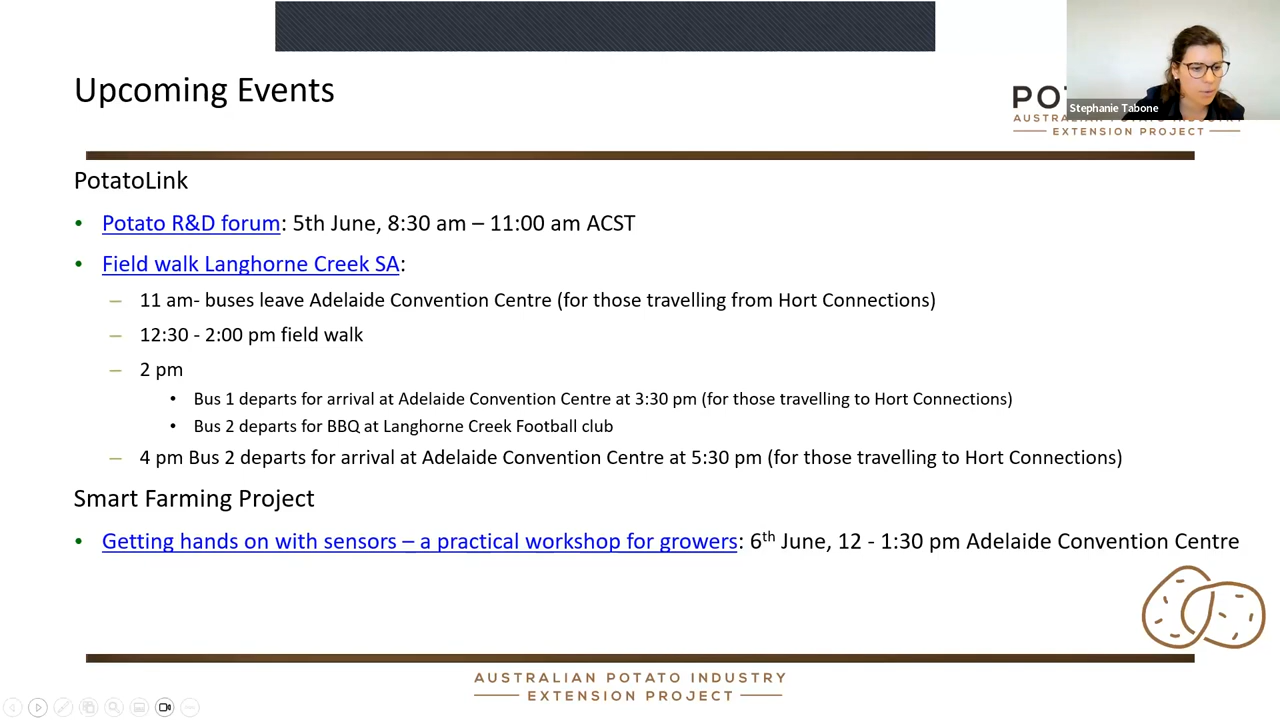 Upcoming Events
Stephanie Tabone
EXTENSION PROJECT
PotatoLink
• Potato R&D forum: 5th June, 8:30 am – 11:00 am ACST
• Field walk Langhorne Creek SA:
– 11 am- buses leave Adelaide Convention Centre (for those travelling from Hort Connections)
– 12:30 - 2:00 pm field walk
– 2 pm
• Bus 1 departs for arrival at Adelaide Convention Centre at 3:30 pm (for those travelling to Hort Connections)
• Bus 2 departs for BBQ at Langhorne Creek Football club
– 4 pm Bus 2 departs for arrival at Adelaide Convention Centre at 5:30 pm (for those travelling to Hort Connections)
Smart Farming Project
• Getting hands on with sensors – a practical workshop for growers: 6th June, 12 - 1:30 pm Adelaide Convention Centre
AUSTRALIAN POTATO INDUSTRY
EXTENSION PROJECT